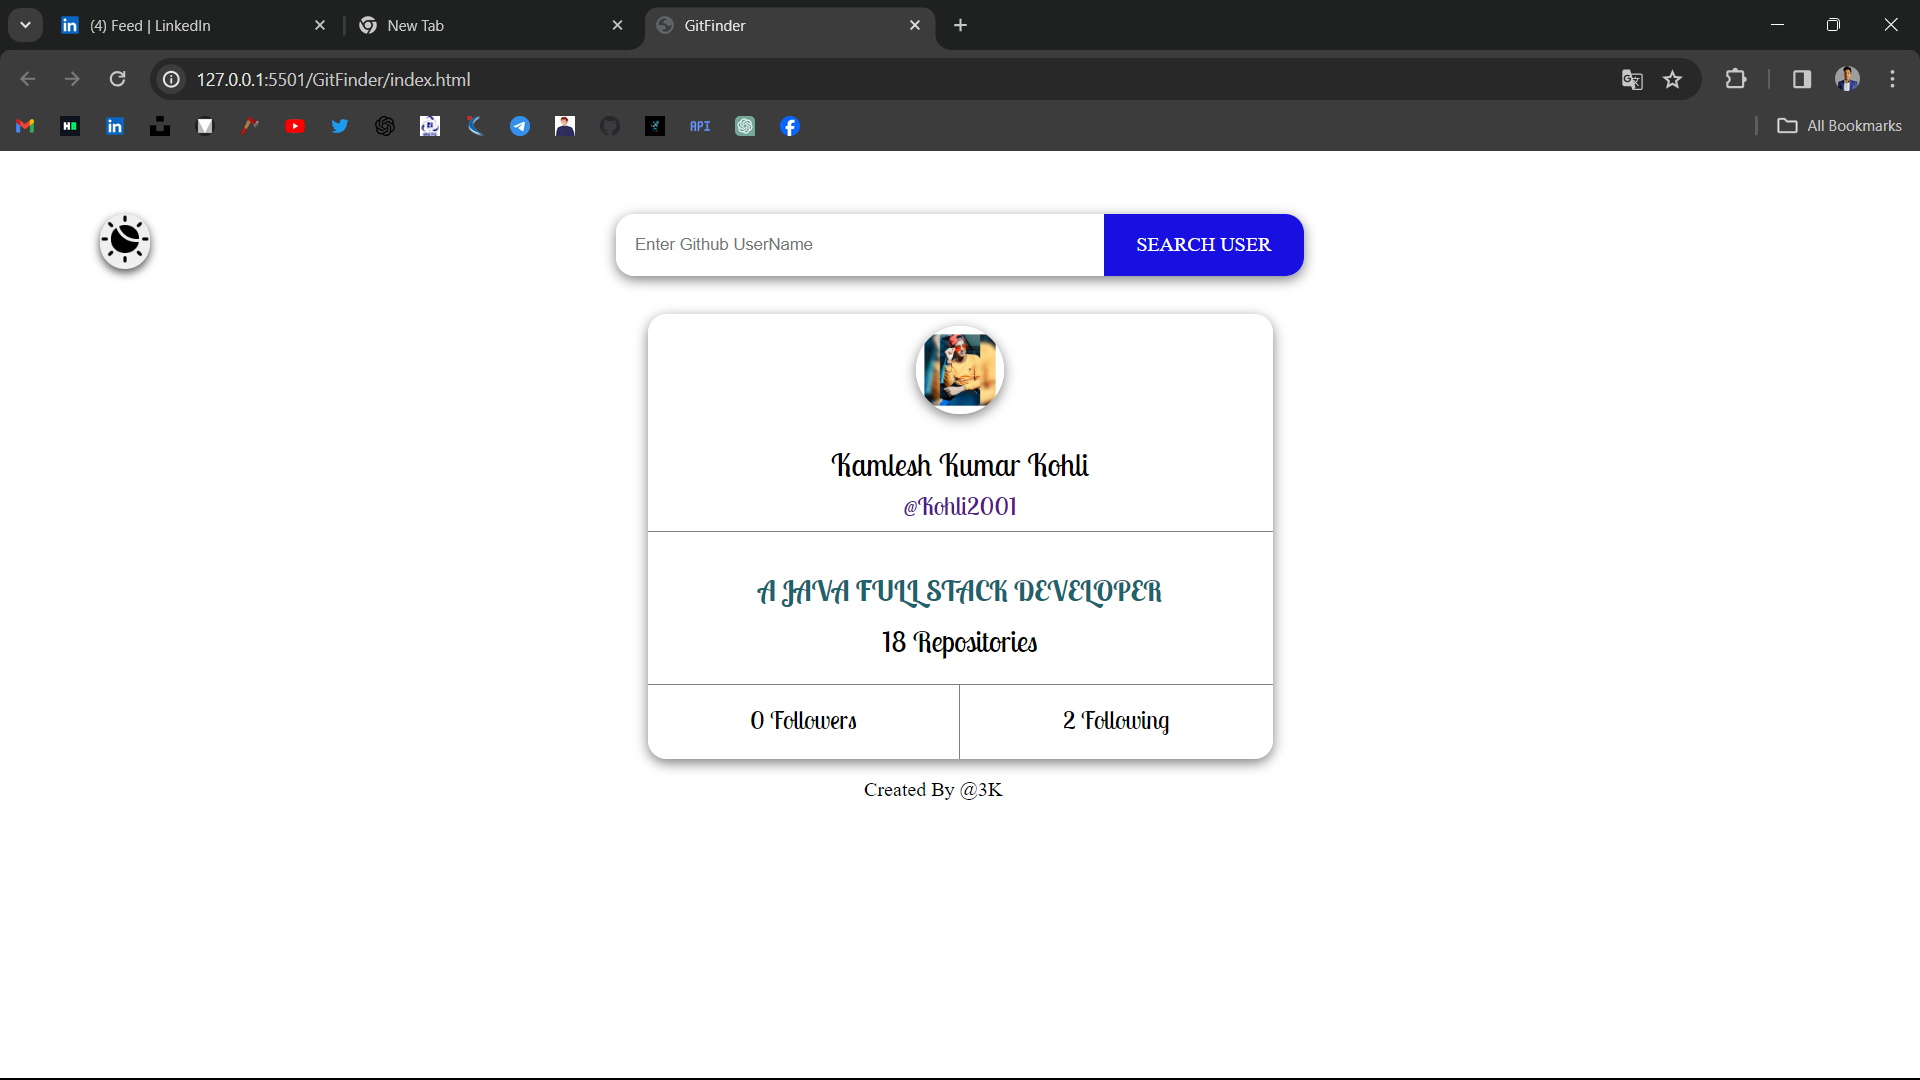 (4) Feed | LinkedIn
New Tab
GitFinder
127.0.0.1:5501/GitFinder/index.html
API
All Bookmarks
Enter Github UserName
SEARCH USER
Kamlesh Kumar Kohli
@Kohli2001
A JAVA FULL STACK DEVELOPER
18 Repositories
0 Followers
2 Following
Created By @3K